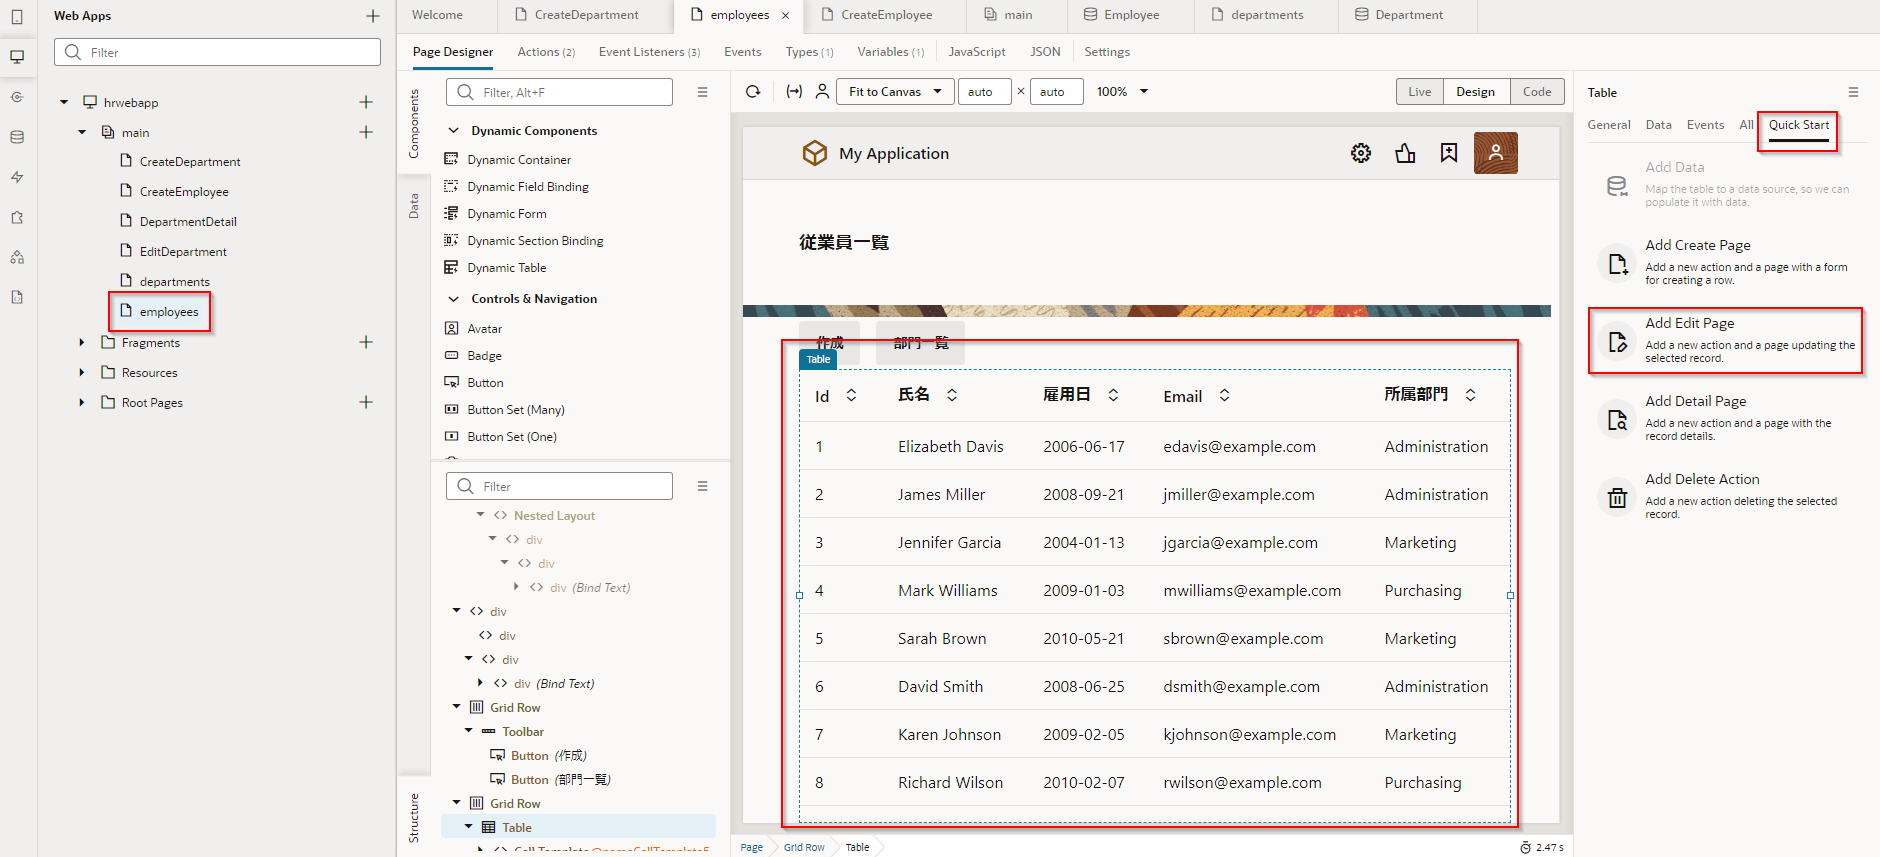 Web Apps
Filter
hrwebapp
main
CreateDepartment
CreateEmployee
DepartmentDetail
EditDepartment
departments
employees
Fragments
Resources
Root Pages
Welcome
CreateDepartment
employees
CreateEmployee
main
Employee
departments
Department
Page Designer
Actions (2)
Event Listeners (3)
Events
Types (1)
Variables (1)
JavaScript
JSON
Settings
Components
Data
Structure
Filter, Alt+F
Dynamic Components
Dynamic Container
Dynamic Field Binding
Dynamic Form
Dynamic Section Binding
Dynamic Table
Controls & Navigation
Avatar
Badge
Button
Button Set (Many)
Button Set (One)
Filter
Nested Layout
div
div
div (Bind Text)
div
div
div
div (Bind Text)
Grid Row
Toolbar
Button (作成)
Button (部門一覧)
Grid Row
Table
Fit to Canvas
auto × auto
100%
Live Design Code
My Application
従業員一覧
作成 部門一覧
Table
Id 氏名 雇用日 Email 所属部門
1 Elizabeth Davis 2006-06-17 edavis@example.com Administration
2 James Miller 2008-09-21 jmiller@example.com Administration
3 Jennifer Garcia 2004-01-13 jgarcia@example.com Marketing
4 Mark Williams 2009-01-03 mwilliams@example.com Purchasing
5 Sarah Brown 2010-05-21 sbrown@example.com Marketing
6 David Smith 2008-06-25 dsmith@example.com Administration
7 Karen Johnson 2009-02-05 kjohnson@example.com Marketing
8 Richard Wilson 2010-02-07 rwilson@example.com Purchasing
Page Grid Row Table
2.47 s
Table
General Data Events All Quick Start
Add Data
Map the table to a data source, so we can
populate it with data.
Add Create Page
Add a new action and a page with a form
for creating a row.
Add Edit Page
Add a new action and a page updating the
selected record.
Add Detail Page
Add a new action and a page with the
record details.
Add Delete Action
Add a new action deleting the selected
record.